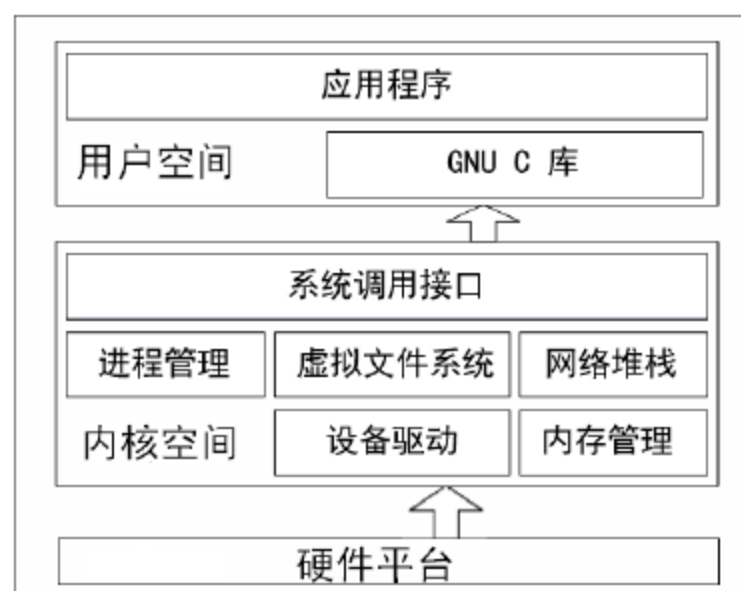 应用程序
用户空间 GNU C 库
系统调用接口
进程管理 虚拟文件系统 网络堆栈
内核空间 设备驱动 内存管理
硬件平台